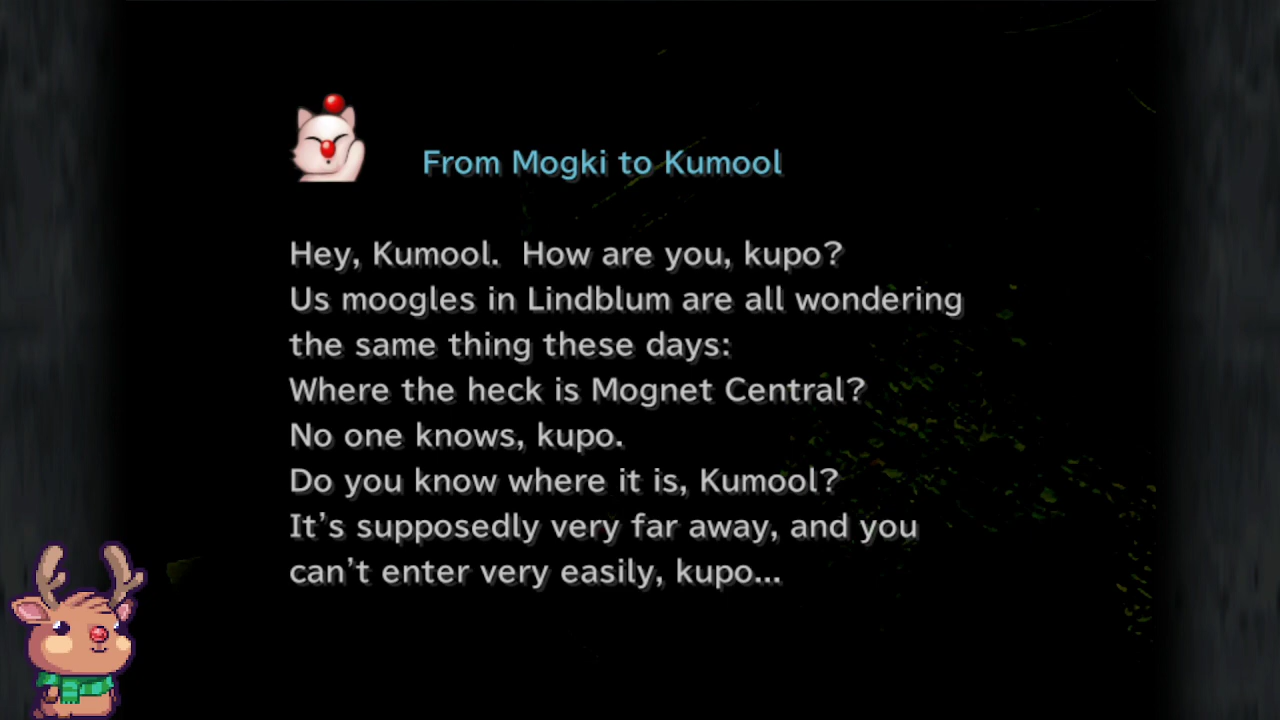 From Mogki to Kumool
Hey, Kumool.  How are you, kupo?
Us moogles in Lindblum are all wondering
the same thing these days:
Where the heck is Mognet Central?
No one knows, kupo.
Do you know where it is, Kumool?
It’s supposedly very far away, and you
can’t enter very easily, kupo...